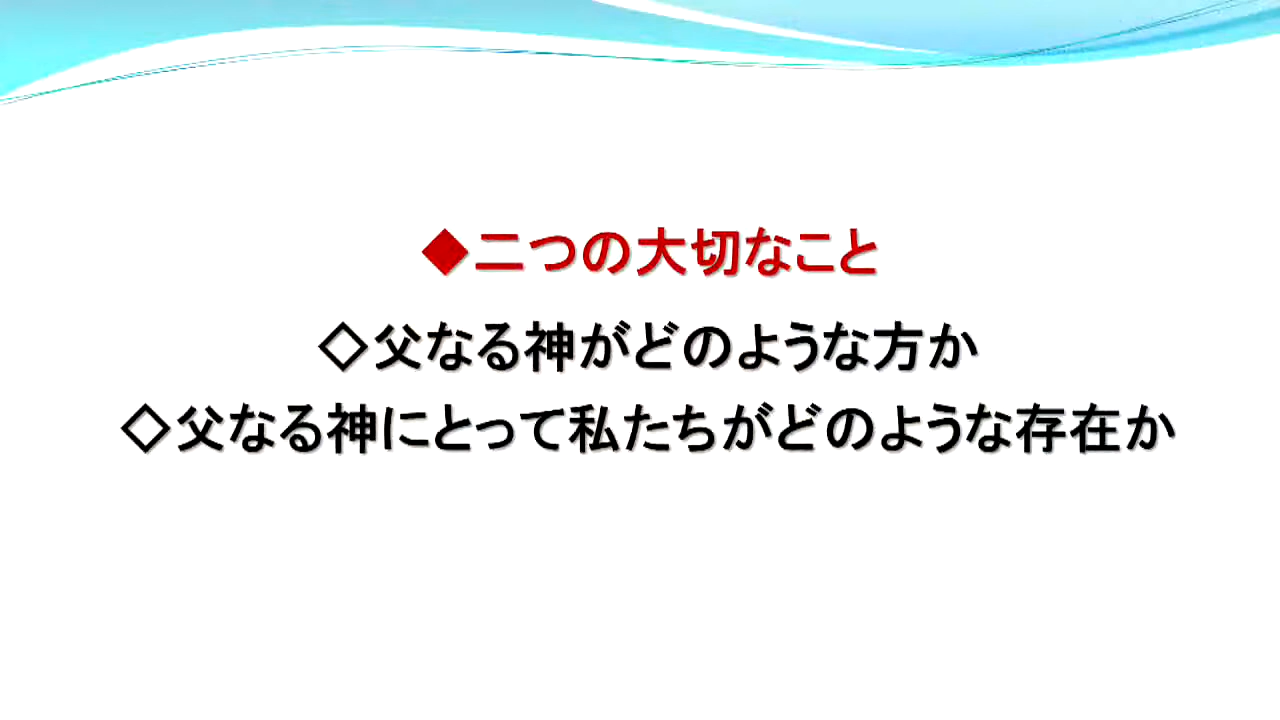 ◆二つの大切なこと
◇父なる神がどのような方か
◇父なる神にとって私たちがどのような存在か